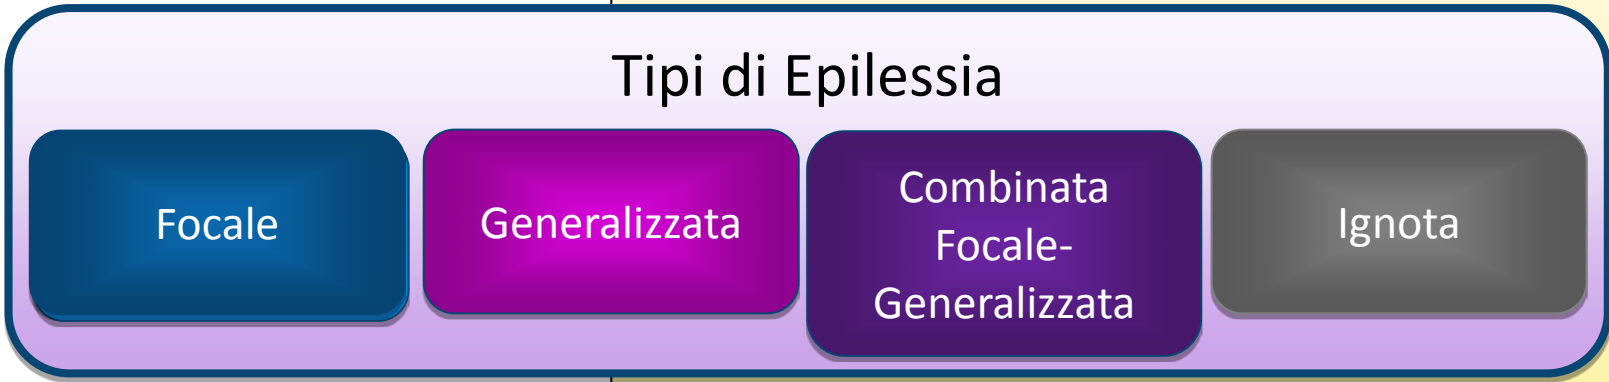 Tipi di Epilessia
Focale
Generalizzata
Combinata
Focale-
Generalizzata
Ignota